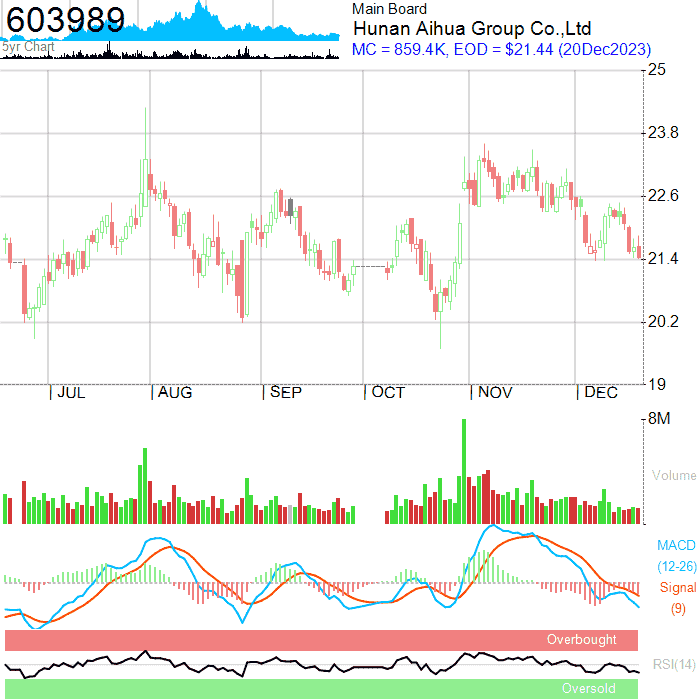 603989
5yr Chart
Main Board
Hunan Aihua Group Co.,Ltd
MC = 859.4K, EOD = $21.44 (20Dec2023)
25
23.8
22.6
21.4
20.2
19
JUL AUG SEP OCT NOV DEC
8M
Volume
MACD
(12-26)
Signal
(9)
Overbought
RSI(14)
Oversold